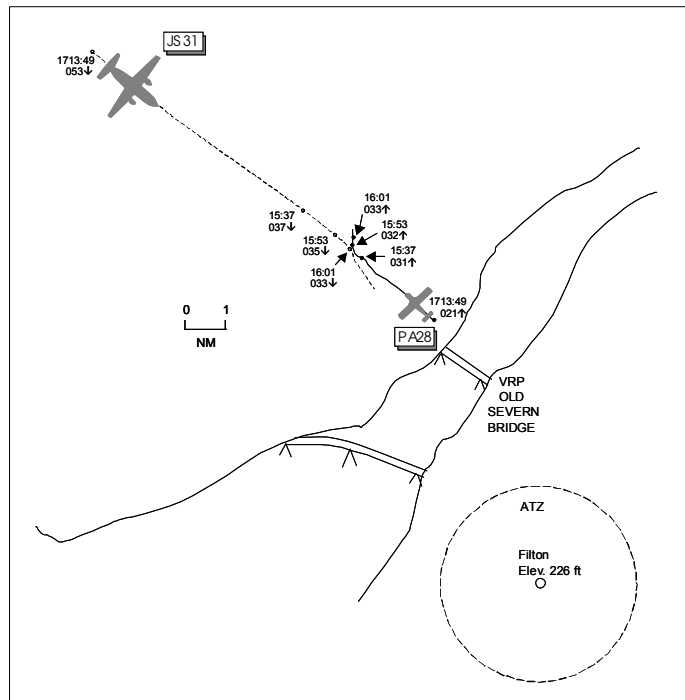 JS31
1713:49
053↓
16:01
033↑
15:37
037↓
15:53
032↑
15:53
035↓
15:37
031↑
16:01
033↓
0 1
NM
1713:49
021↑
PA28
VRP
OLD
SEVERN
BRIDGE
ATZ
Filton
Elev. 226 ft